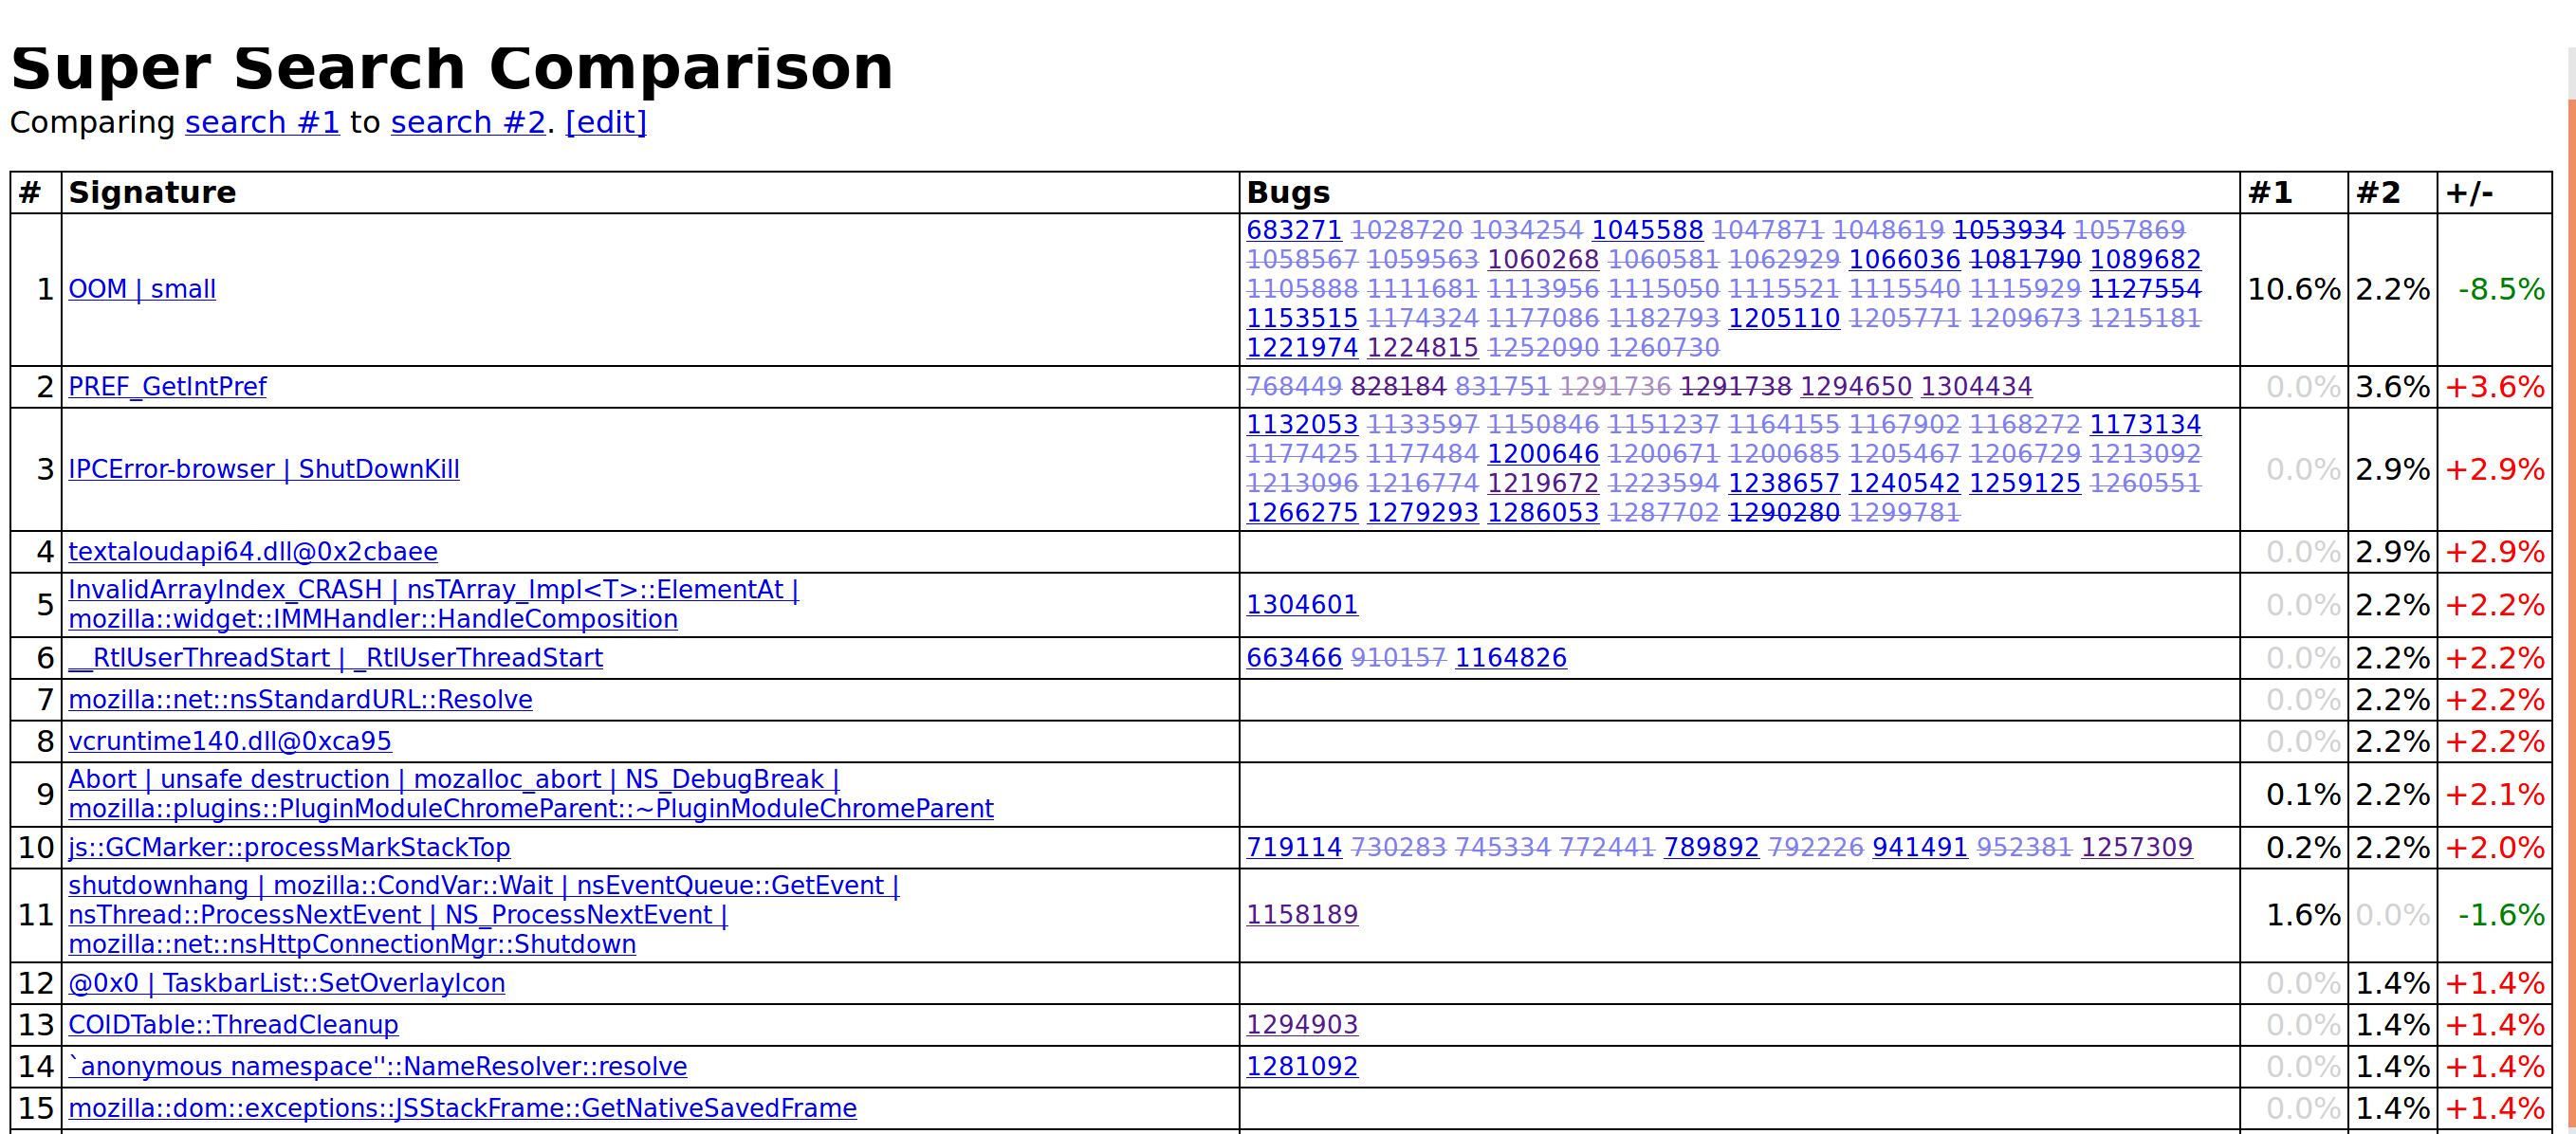 Super Search Comparison
Comparing search #1 to search #2. [edit]
# Signature Bugs #1 #2 +/-
1 OOM | small 683271 1028720 1034254 1045588 1047871 1048619 1053934 1057869
1058567 1059563 1060268 1060581 1062929 1066036 1081790 1089682
1105888 1111681 1113956 1115050 1115521 1115540 1115929 1127554 10.6% 2.2% -8.5%
1153515 1174324 1177086 1182793 1205110 1205771 1209673 1215181
1221974 1224815 1252090 1260730
2 PREF_GetIntPref 768449 828184 831751 1291736 1291738 1294650 1304434 0.0% 3.6% +3.6%
3 IPCError-browser | ShutDownKill 1132053 1133597 1150846 1151237 1164155 1167902 1168272 1173134
1177425 1177484 1200646 1200671 1200685 1205467 1206729 1213092
1213096 1216774 1219672 1223594 1238657 1240542 1259125 1260551
1266275 1279293 1286053 1287702 1290280 1299781 0.0% 2.9% +2.9%
4 textaloudapi64.dll@0x2cbaee 0.0% 2.9% +2.9%
5 InvalidArrayIndex_CRASH | nsTArray_Impl<T>::ElementAt |
mozilla::widget::IMMHandler::HandleComposition 1304601 0.0% 2.2% +2.2%
6 __RtlUserThreadStart | _RtlUserThreadStart 663466 910157 1164826 0.0% 2.2% +2.2%
7 mozilla::net::nsStandardURL::Resolve 0.0% 2.2% +2.2%
8 vcruntime140.dll@0xca95 0.0% 2.2% +2.2%
9 Abort | unsafe destruction | mozalloc_abort | NS_DebugBreak |
mozilla::plugins::PluginModuleChromeParent::~PluginModuleChromeParent 0.1% 2.2% +2.1%
10 js::GCMarker::processMarkStackTop 719114 730283 745334 772441 789892 792226 941491 952381 1257309 0.2% 2.2% +2.0%
11 shutdownhang | mozilla::CondVar::Wait | nsEventQueue::GetEvent |
nsThread::ProcessNextEvent | NS_ProcessNextEvent |
mozilla::net::nsHttpConnectionMgr::Shutdown 1158189 1.6% 0.0% -1.6%
12 @0x0 | TaskbarList::SetOverlayIcon 0.0% 1.4% +1.4%
13 COIDTable::ThreadCleanup 1294903 0.0% 1.4% +1.4%
14 `anonymous namespace''::NameResolver::resolve 1281092 0.0% 1.4% +1.4%
15 mozilla::dom::exceptions::JSStackFrame::GetNativeSavedFrame 0.0% 1.4% +1.4%